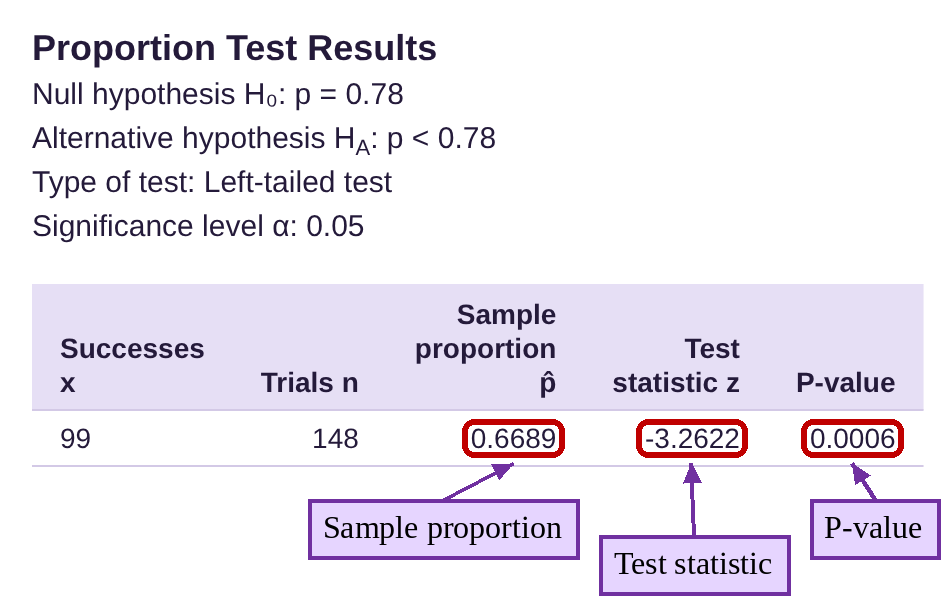 Proportion Test Results
Null hypothesis H₀: p = 0.78
Alternative hypothesis H_A: p < 0.78
Type of test: Left-tailed test
Significance level α: 0.05
Sample
Successes proportion Test
x Trials n p̂ statistic z P-value
99 148 0.6689 -3.2622 0.0006
Sample proportion P-value
Test statistic